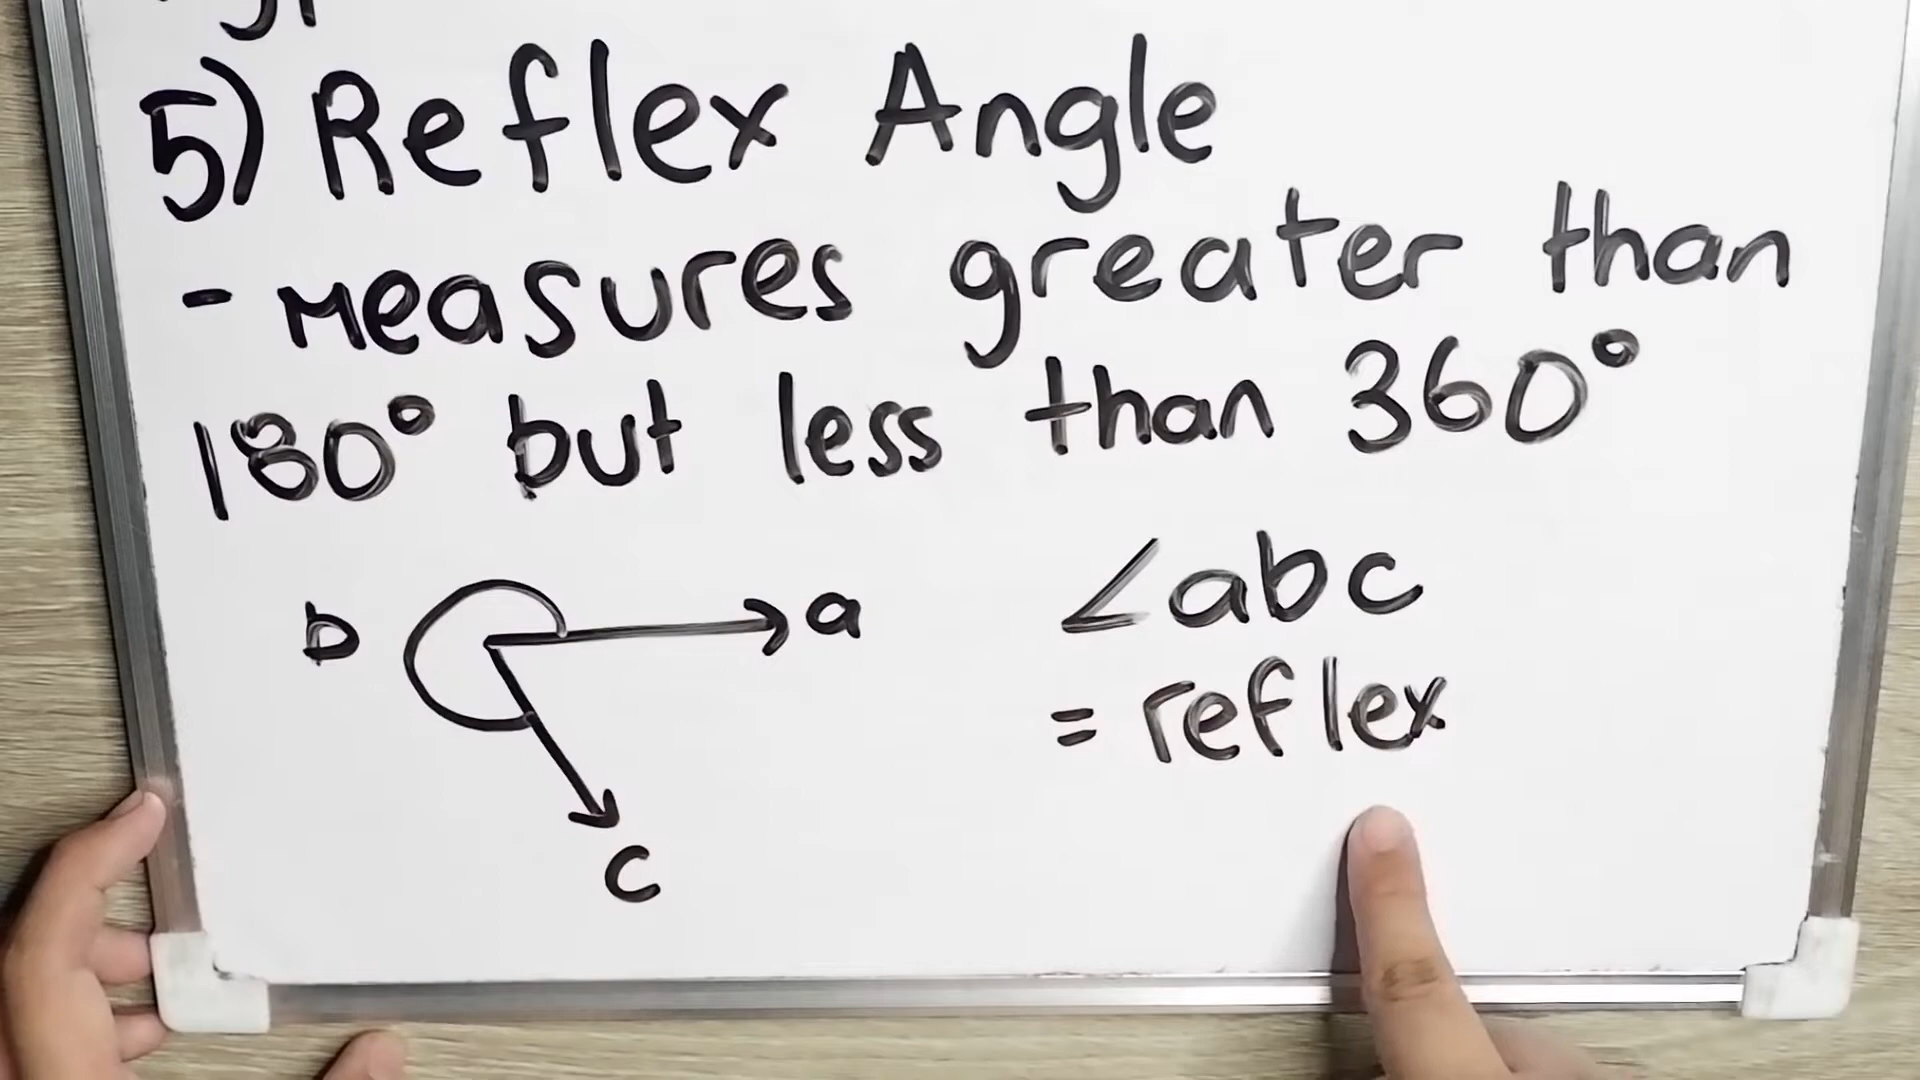 5) Reflex Angle
- measures greater than
180° but less than 360°
b
a
c
∠abc
= reflex